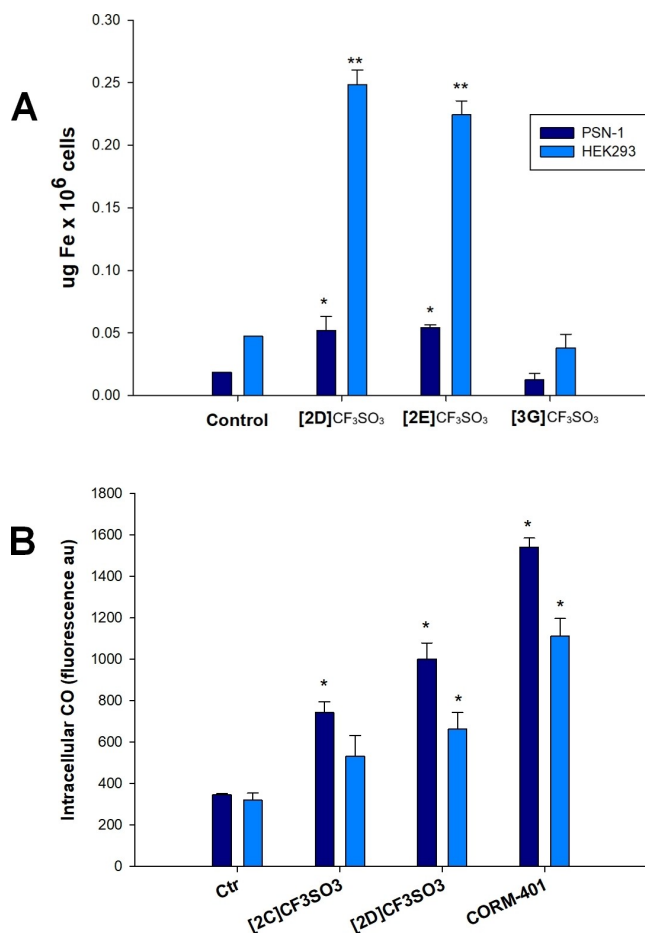 A
ug Fe x 10⁶ cells
0.30
0.25
0.20
0.15
0.10
0.05
0.00
** ** * *
PSN-1
HEK293
Control [2D]CF₃SO₃ [2E]CF₃SO₃ [3G]CF₃SO₃
B
Intracellular CO (fluorescence au)
1800
1600
1400
1200
1000
800
600
400
200
0
* * * * *
Ctr [2C]CF3SO3 [2D]CF3SO3 CORM-401